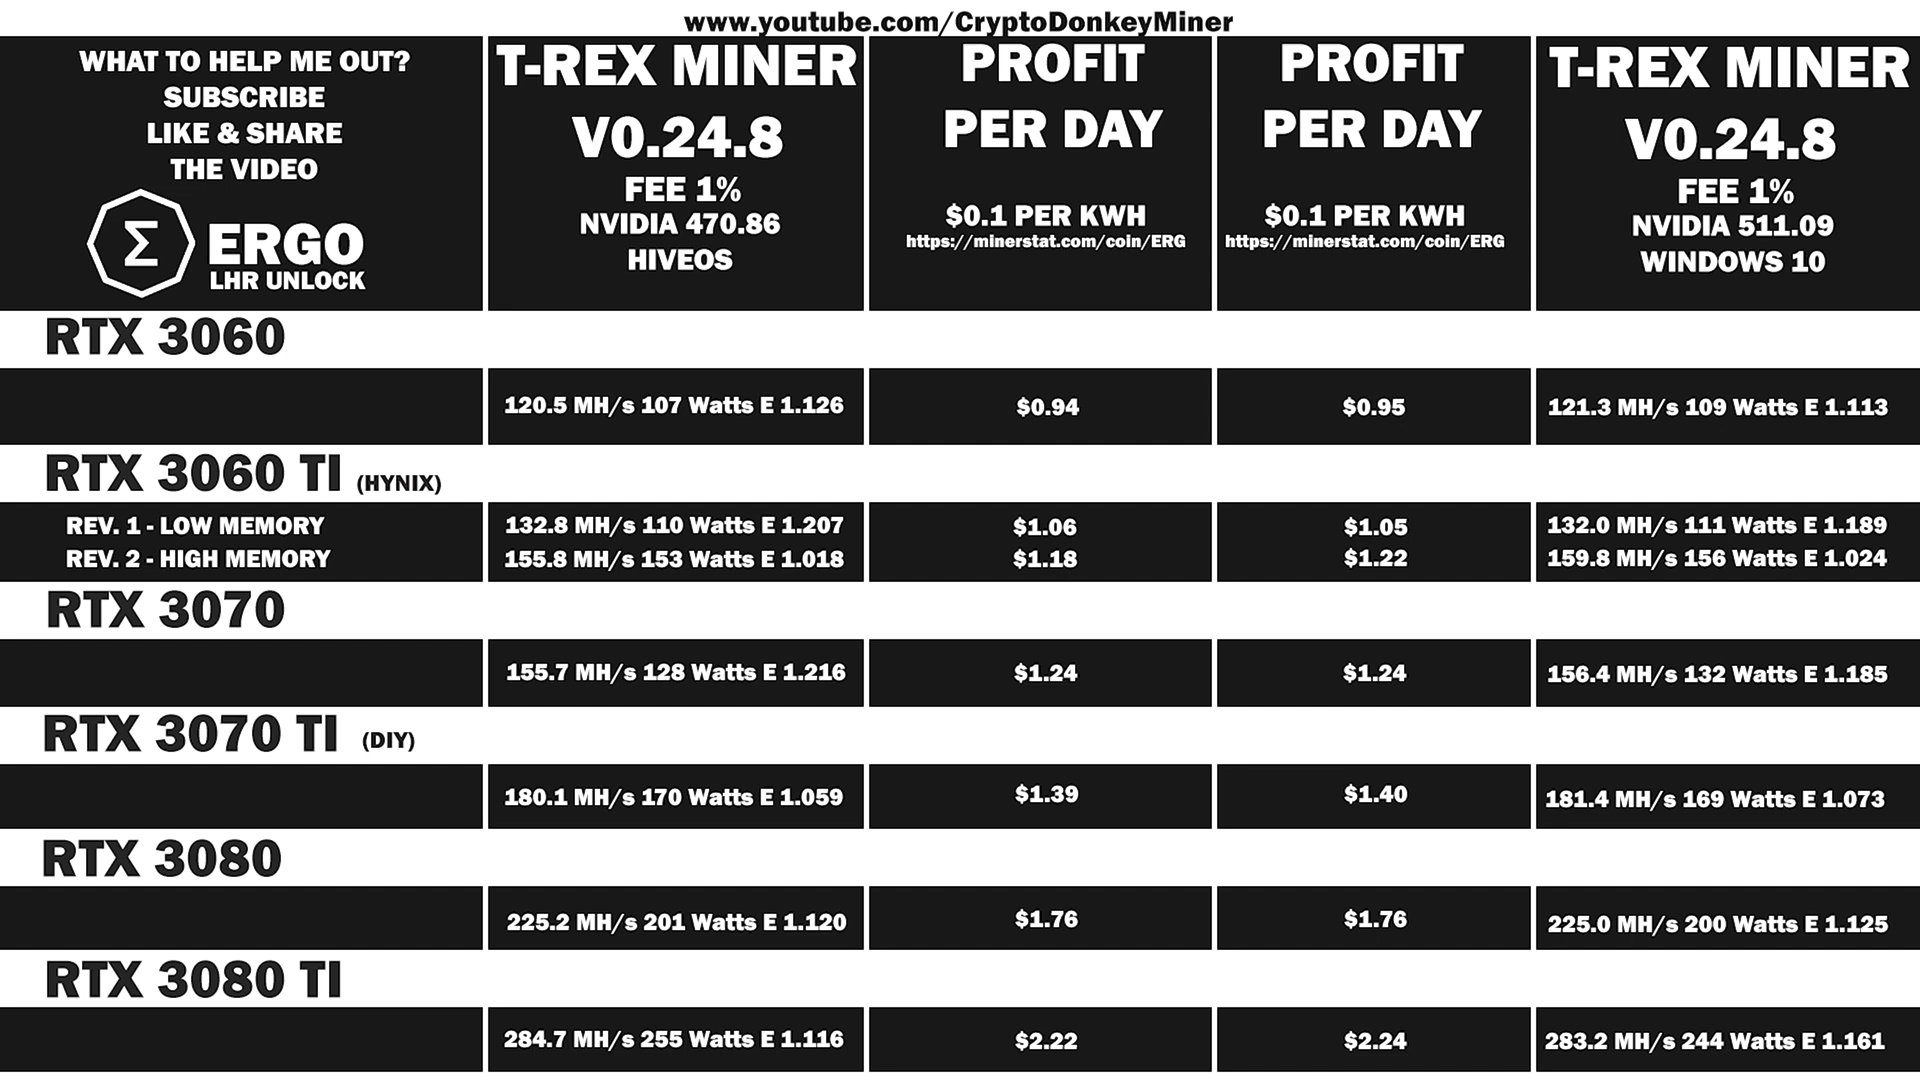 www.youtube.com/CryptoDonkeyMiner
WHAT TO HELP ME OUT?
SUBSCRIBE
LIKE & SHARE
THE VIDEO
Σ
ERGO
LHR UNLOCK
T-REX MINER
V0.24.8
FEE 1%
NVIDIA 470.86
HIVEOS
PROFIT
PER DAY
$0.1 PER KWH
https://minerstat.com/coin/ERG
PROFIT
PER DAY
$0.1 PER KWH
https://minerstat.com/coin/ERG
T-REX MINER
V0.24.8
FEE 1%
NVIDIA 511.09
WINDOWS 10
RTX 3060
120.5 MH/s 107 Watts E 1.126 $0.94 $0.95 121.3 MH/s 109 Watts E 1.113
RTX 3060 TI (HYNIX)
REV. 1 - LOW MEMORY 132.8 MH/s 110 Watts E 1.207 $1.06 $1.05 132.0 MH/s 111 Watts E 1.189
REV. 2 - HIGH MEMORY 155.8 MH/s 153 Watts E 1.018 $1.18 $1.22 159.8 MH/s 156 Watts E 1.024
RTX 3070
155.7 MH/s 128 Watts E 1.216 $1.24 $1.24 156.4 MH/s 132 Watts E 1.185
RTX 3070 TI (DIY)
180.1 MH/s 170 Watts E 1.059 $1.39 $1.40 181.4 MH/s 169 Watts E 1.073
RTX 3080
225.2 MH/s 201 Watts E 1.120 $1.76 $1.76 225.0 MH/s 200 Watts E 1.125
RTX 3080 TI
284.7 MH/s 255 Watts E 1.116 $2.22 $2.24 283.2 MH/s 244 Watts E 1.161